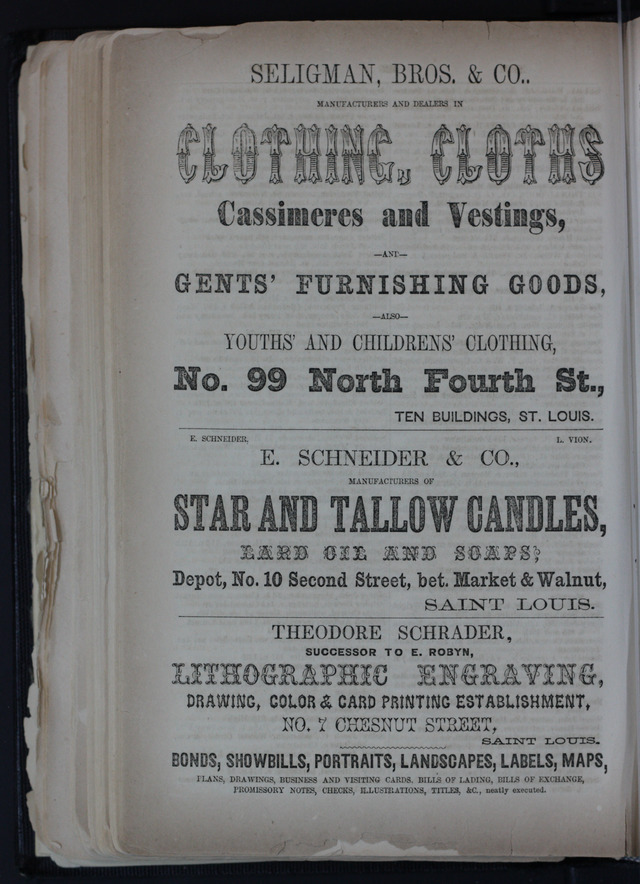 SELIGMAN, BROS. & CO..
MANUFACTURERS AND DEALERS IN
CLOTHING, CLOTHS
Cassimeres and Vestings,
—AND—
GENTS' FURNISHING GOODS,
—ALSO—
YOUTHS' AND CHILDRENS' CLOTHING,
No. 99 North Fourth St.,
TEN BUILDINGS, ST. LOUIS.
E. SCHNEIDER, L. VION.
E. SCHNEIDER & CO.,
MANUFACTURERS OF
STAR AND TALLOW CANDLES,
LARD OIL AND SOAPS;
Depot, No. 10 Second Street, bet. Market & Walnut,
SAINT LOUIS.
THEODORE SCHRADER,
SUCCESSOR TO E. ROBYN,
LITHOGRAPHIC ENGRAVING,
DRAWING, COLOR & CARD PRINTING ESTABLISHMENT,
NO. 7 CHESNUT STREET,
SAINT LOUIS.
BONDS, SHOWBILLS, PORTRAITS, LANDSCAPES, LABELS, MAPS,
PLANS, DRAWINGS, BUSINESS AND VISITING CARDS, BILLS OF LADING, BILLS OF EXCHANGE,
PROMISSORY NOTES, CHECKS, ILLUSTRATIONS, TITLES, &C., neatly executed.